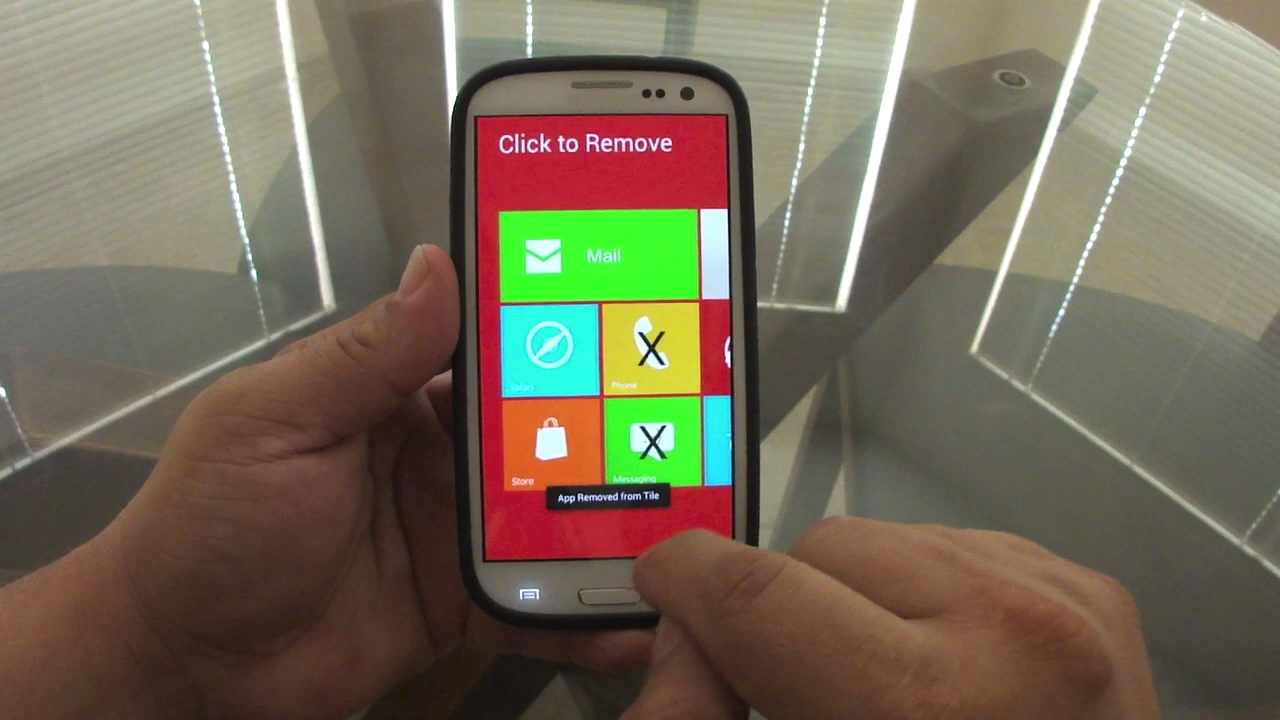 Click to Remove
Mail
Safari
Phone
X
Store
Messaging
X
App Removed from Tile